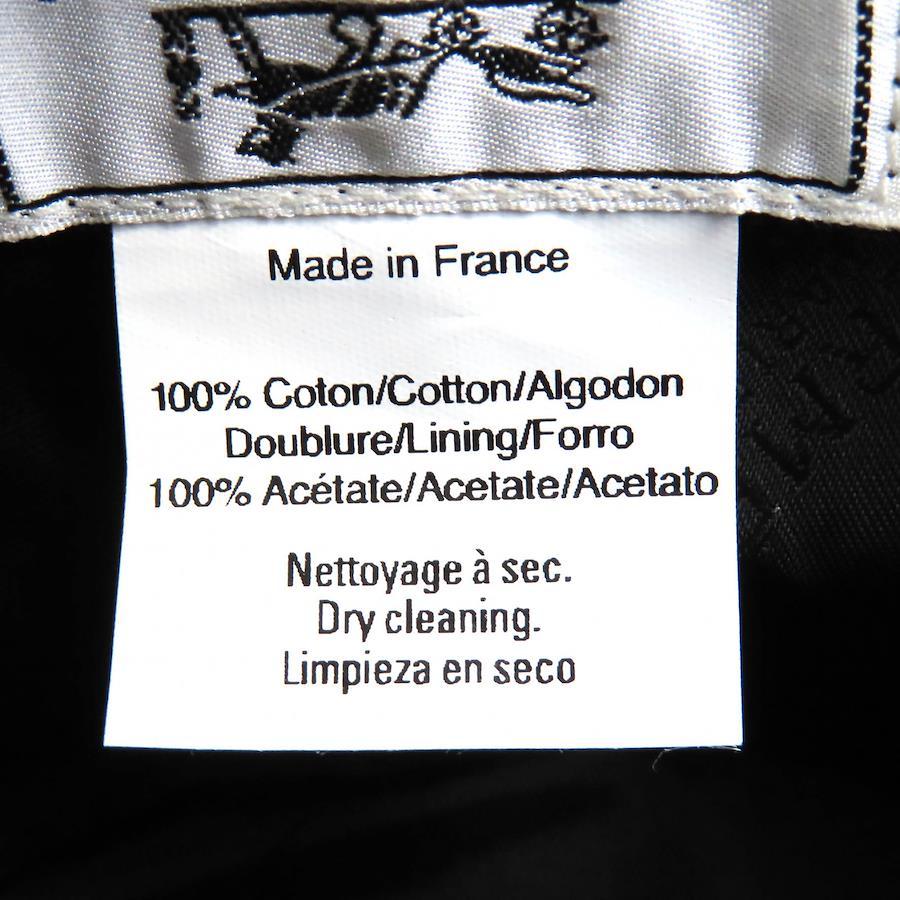 Made in France
100% Coton/Cotton/Algodon
Doublure/Lining/Forro
100% Acétate/Acetate/Acetato
Nettoyage à sec.
Dry cleaning.
Limpieza en seco